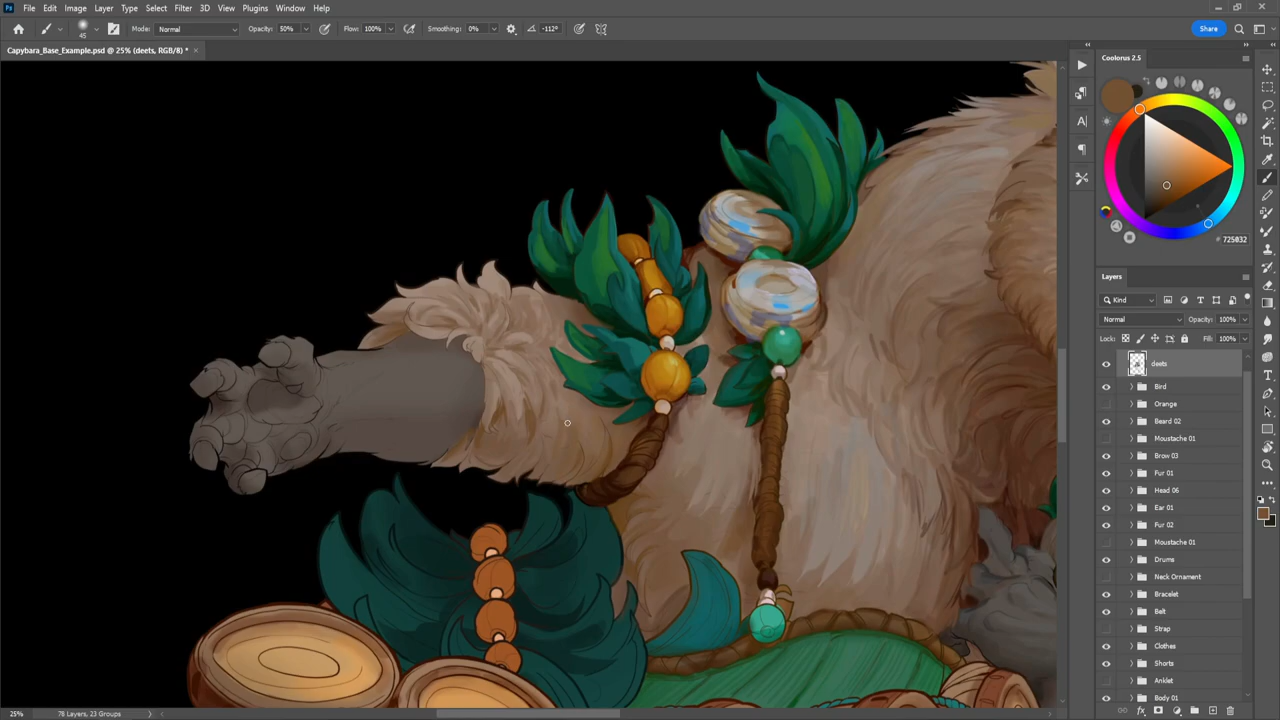 Ps File Edit Image Layer Type Select Filter 3D View Plugins Window Help
45 Mode: Normal Opacity: 50% Flow: 100% Smoothing: 0% -112° Share
Capybara_Base_Example.psd @ 25% (deets, RGB/8) *
Coolorus 2.5
# 725032
Layers
Kind
Normal Opacity: 100%
Lock: Fill: 100%
deets
Bird
Orange
Beard 02
Moustache 01
Brow 03
Fur 01
Head 06
Ear 01
Fur 02
Moustache 01
Drums
Neck Ornament
Bracelet
Belt
Strap
Clothes
Shorts
Anklet
Body 01
25% 78 Layers, 23 Groups